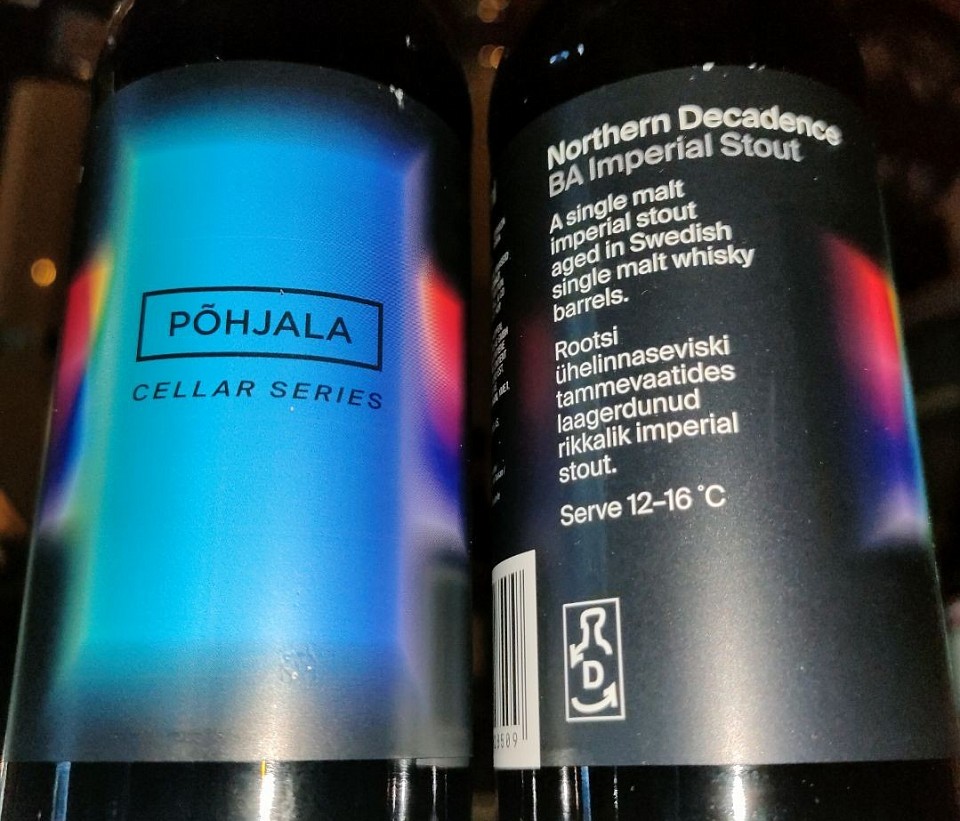 PÕHJALA
CELLAR SERIES
Northern Decadence
BA Imperial Stout
A single malt
imperial stout
aged in Swedish
single malt whisky
barrels.
Rootsi
ühelinnaseviski
tammevaatides
laagerdunud
rikkalik imperial
stout.
Serve 12–16 °C
D